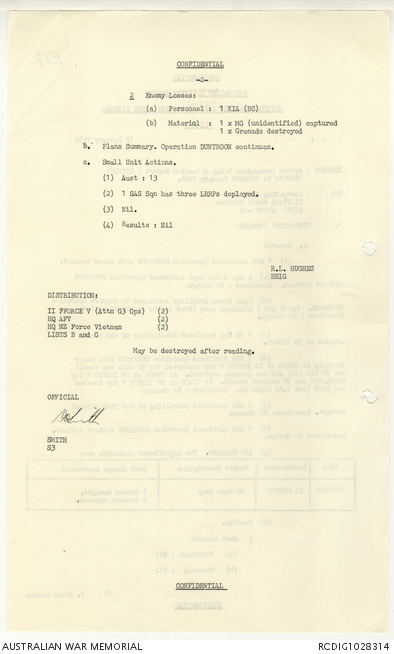 CONFIDENTIAL
-2-
2 Enemy Losses:
(a) Personnel : 1 KIA (BC)
(b) Material : 1 x MG (unidentified) captured
1 x Grenade destroyed
b. Plans Summary. Operation DUNTROON continues.
c. Small Unit Actions.
(1) Aust : 13
(2) 1 SAS Sqn has three LRRPs deployed.
(3) Nil.
(4) Results : Nil
R.L. HUGHES
BRIG
DISTRIBUTION:
II FFORCE V (Attn G3 Ops) (2)
HQ AFV (2)
HQ NZ Force Vietnam (2)
LISTS B and C
May be destroyed after reading.
OFFICIAL
SMITH
S3
CONFIDENTIAL
AUSTRALIAN WAR MEMORIAL RCDIG1028314